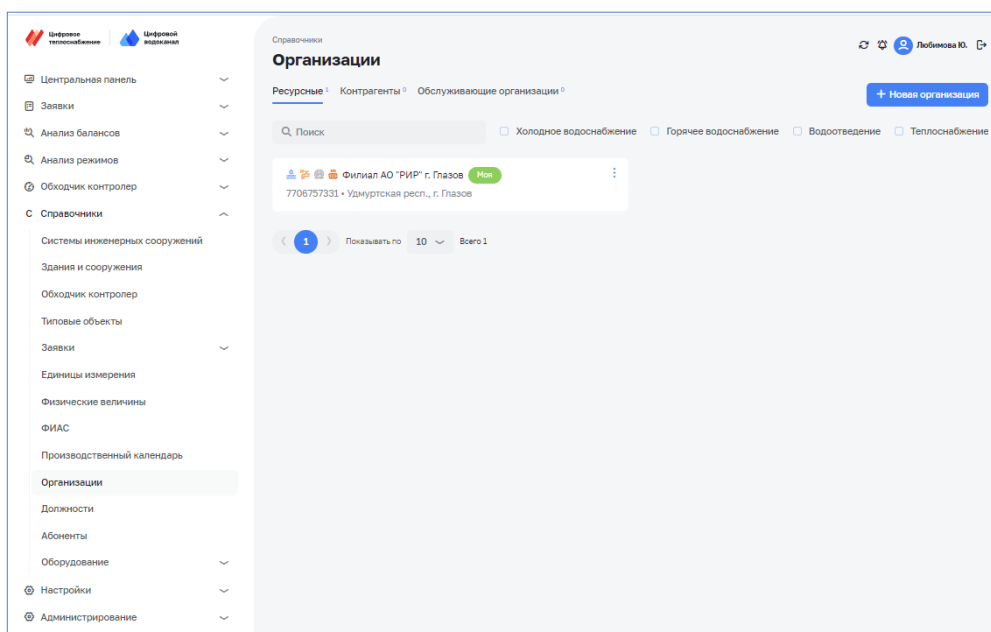 Цифровое теплоснабжение
Цифровой водоканал
Центральная панель
Заявки
Анализ балансов
Анализ режимов
Обходчик контролер
С Справочники
Системы инженерных сооружений
Здания и сооружения
Обходчик контролер
Типовые объекты
Заявки
Единицы измерения
Физические величины
ФИАС
Производственный календарь
Организации
Должности
Абоненты
Оборудование
Настройки
Администрирование
Справочники
Любимова Ю.
Организации
Ресурсные 1 Контрагенты 0 Обслуживающие организации 0
+ Новая организация
Поиск
Холодное водоснабжение Горячее водоснабжение Водоотведение Теплоснабжение
Филиал АО "РИР" г. Глазов Моя
7706757331 • Удмуртская респ., г. Глазов
1 Показывать по 10 Всего 1